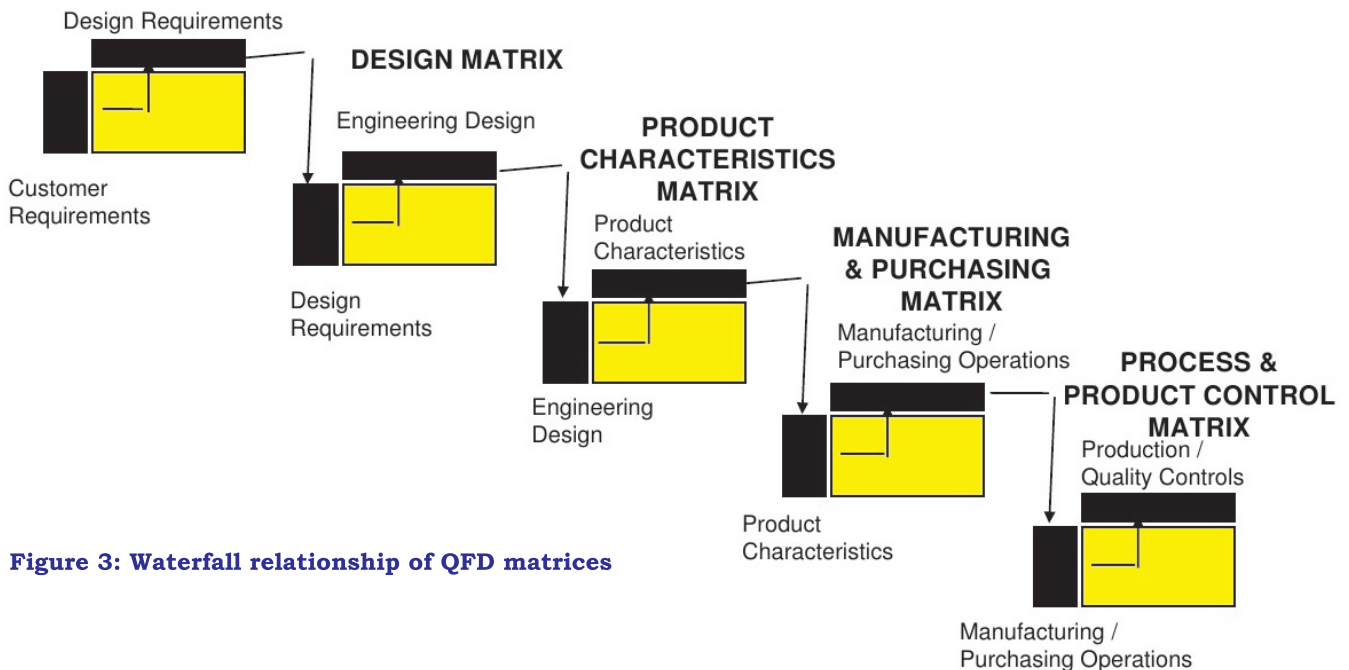 Design Requirements
DESIGN MATRIX
Customer
Requirements
Engineering Design
PRODUCT
CHARACTERISTICS
MATRIX
Design
Requirements
Product
Characteristics
MANUFACTURING
& PURCHASING
MATRIX
Engineering
Design
Manufacturing /
Purchasing Operations
PROCESS &
PRODUCT CONTROL
MATRIX
Product
Characteristics
Production /
Quality Controls
Manufacturing /
Purchasing Operations
Figure 3: Waterfall relationship of QFD matrices